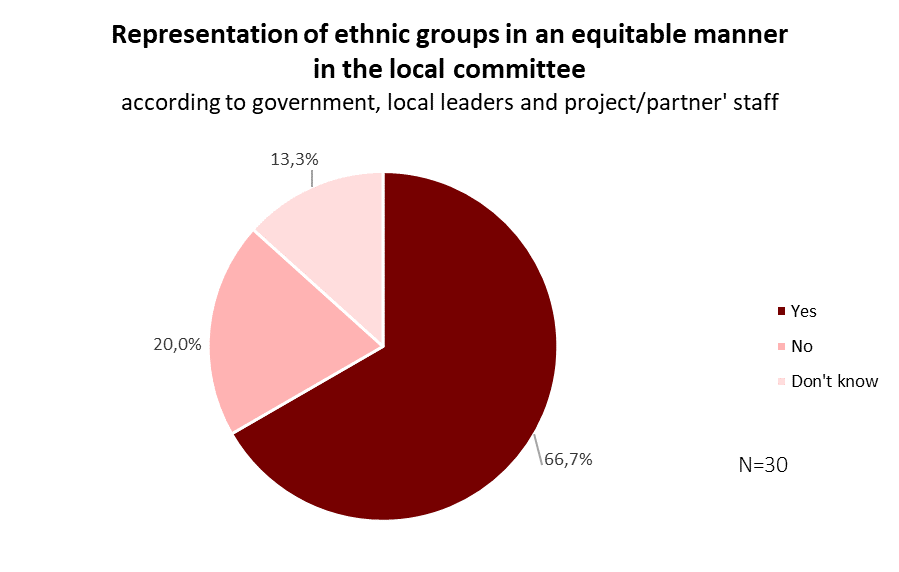 Representation of ethnic groups in an equitable manner
in the local committee
according to government, local leaders and project/partner' staff
13,3%
20,0%
66,7%
Yes
No
Don't know
N=30